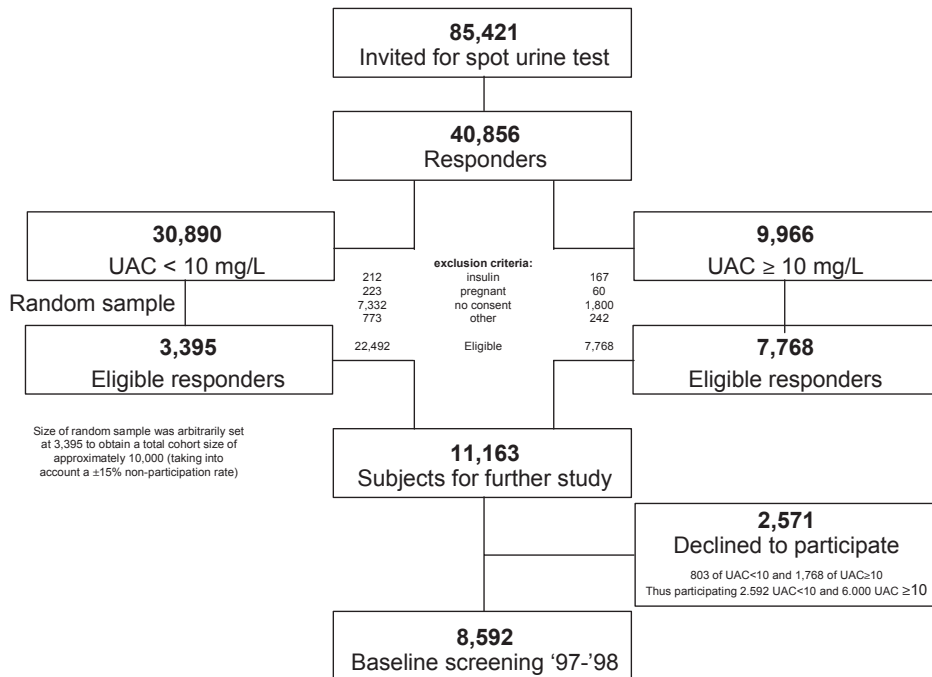 85,421
Invited for spot urine test
40,856
Responders
30,890
UAC < 10 mg/L
9,966
UAC ≥ 10 mg/L
exclusion criteria:
212 insulin 167
223 pregnant 60
7,332 no consent 1,800
773 other 242
22,492 Eligible 7,768
Random sample
3,395
Eligible responders
7,768
Eligible responders
Size of random sample was arbitrarily set
at 3,395 to obtain a total cohort size of
approximately 10,000 (taking into
account a ±15% non-participation rate)
11,163
Subjects for further study
2,571
Declined to participate
803 of UAC<10 and 1,768 of UAC≥10
Thus participating 2.592 UAC<10 and 6.000 UAC ≥10
8,592
Baseline screening ‘97-’98